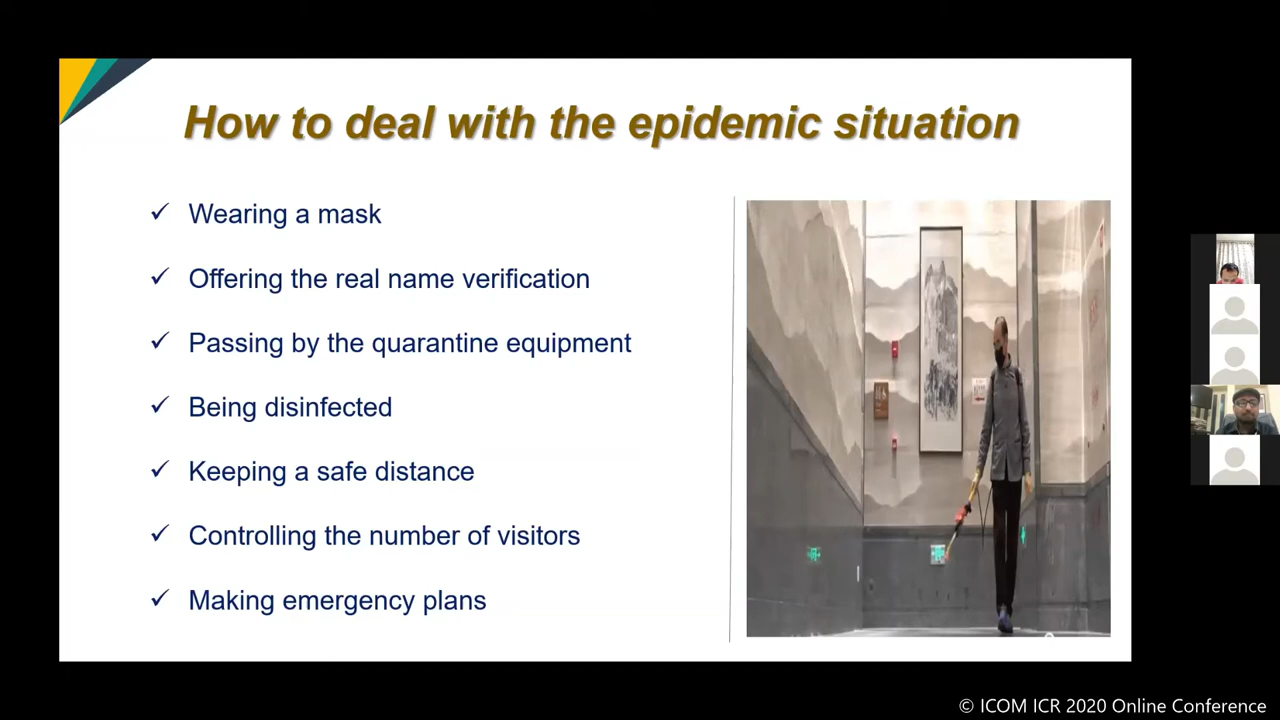 How to deal with the epidemic situation
✓ Wearing a mask
✓ Offering the real name verification
✓ Passing by the quarantine equipment
✓ Being disinfected
✓ Keeping a safe distance
✓ Controlling the number of visitors
✓ Making emergency plans
© ICOM ICR 2020 Online Conference